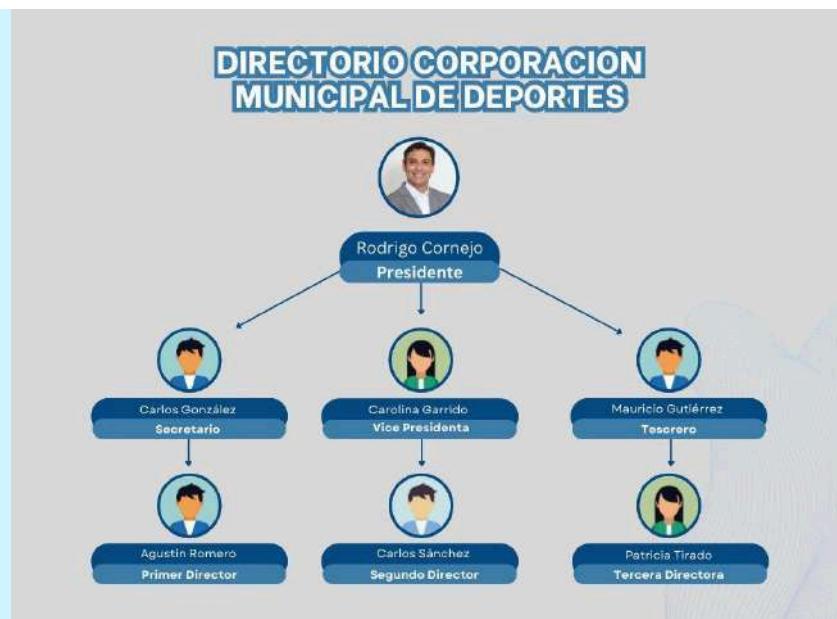 DIRECTORIO CORPORACION
MUNICIPAL DE DEPORTES
Rodrigo Cornejo
Presidente
Carlos González
Secretario
Carolina Garrido
Vice Presidenta
Mauricio Gutiérrez
Tesorero
Agustin Romero
Primer Director
Carlos Sánchez
Segundo Director
Patricia Tirado
Tercera Directora